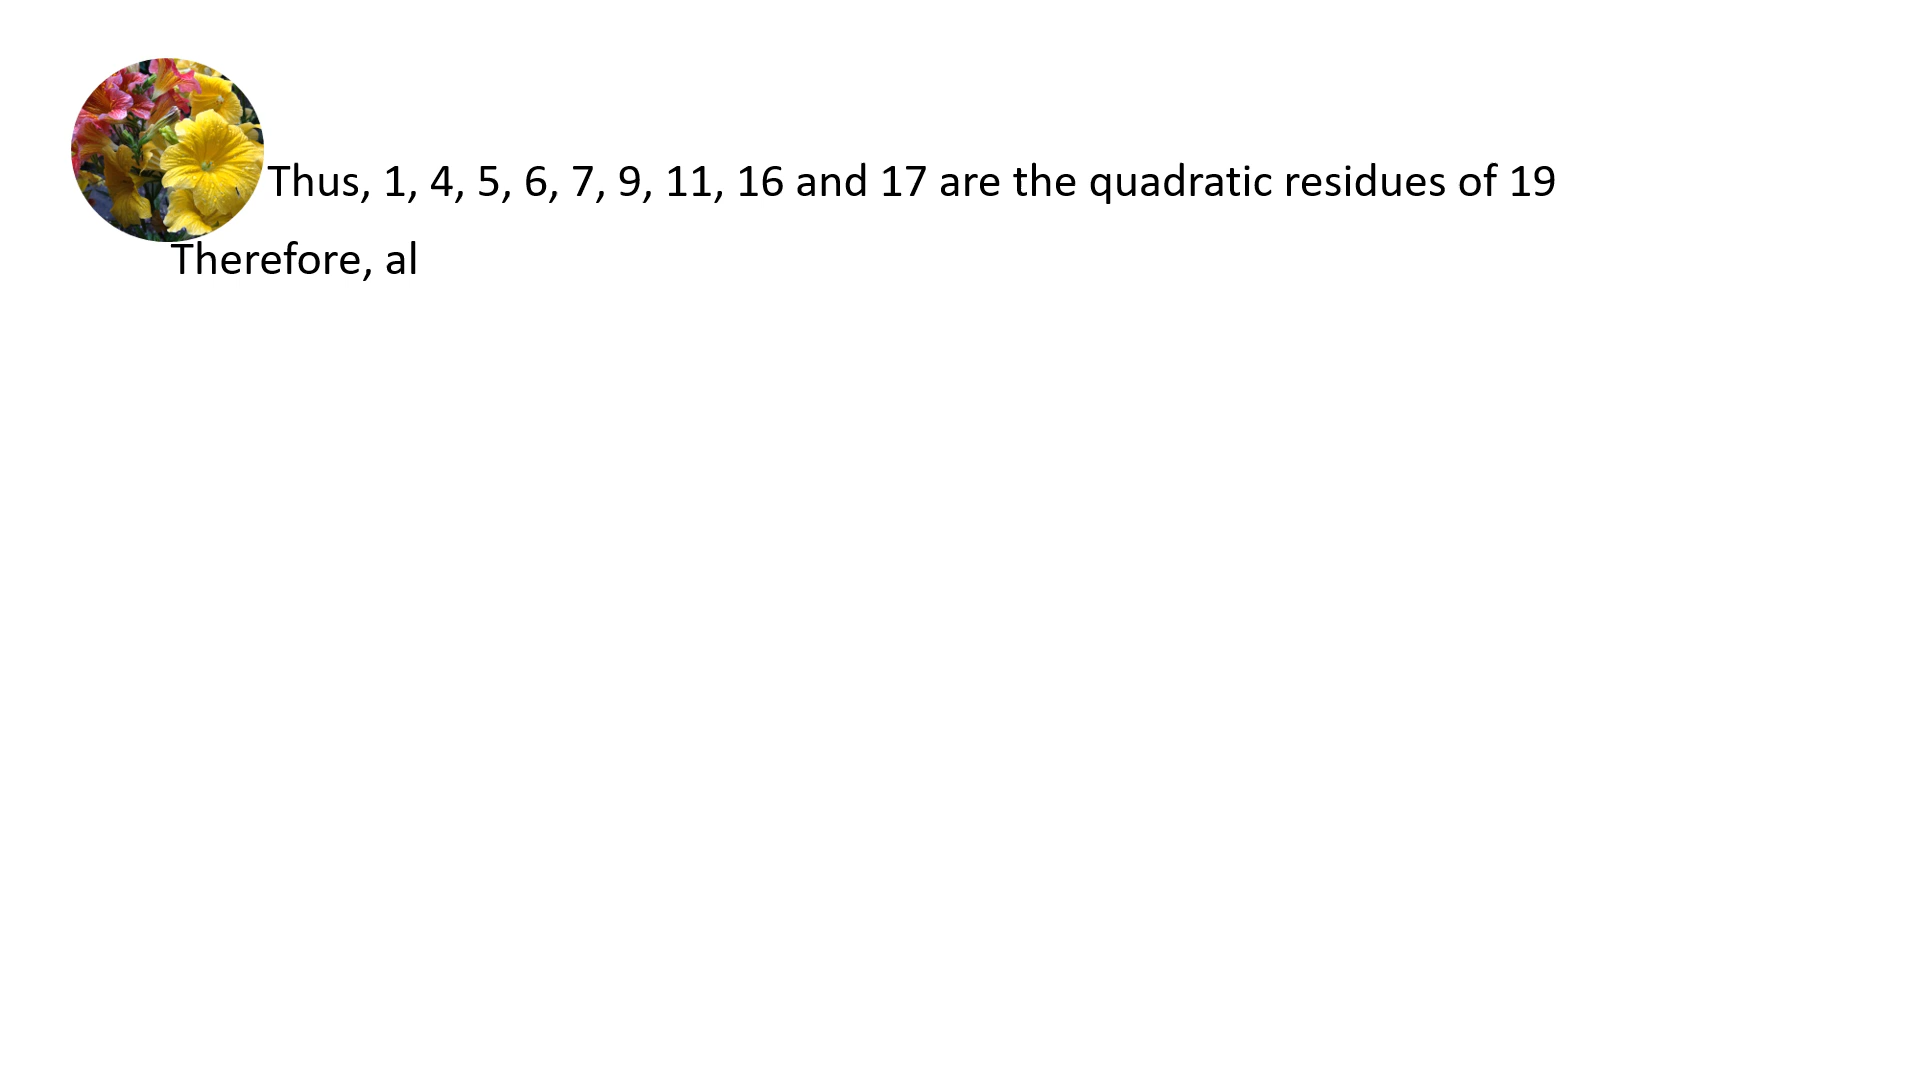 Thus, 1, 4, 5, 6, 7, 9, 11, 16 and 17 are the quadratic residues of 19
Therefore, al